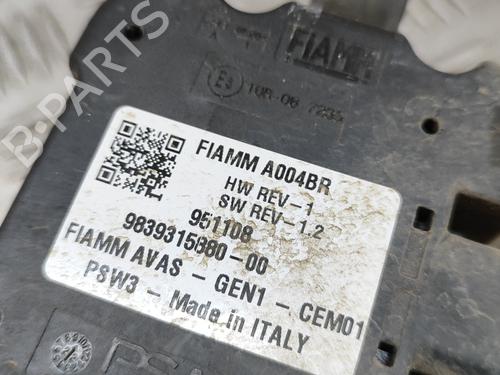 FIAMM
E3
10R-06 7235
FIAMM A004BR
HW REV-1
SW REV-1.2
951108
9839315880-00
FIAMM AVAS - GEN1 - CEM01
PSW3 - Made in ITALY
PSA
B-PARTS